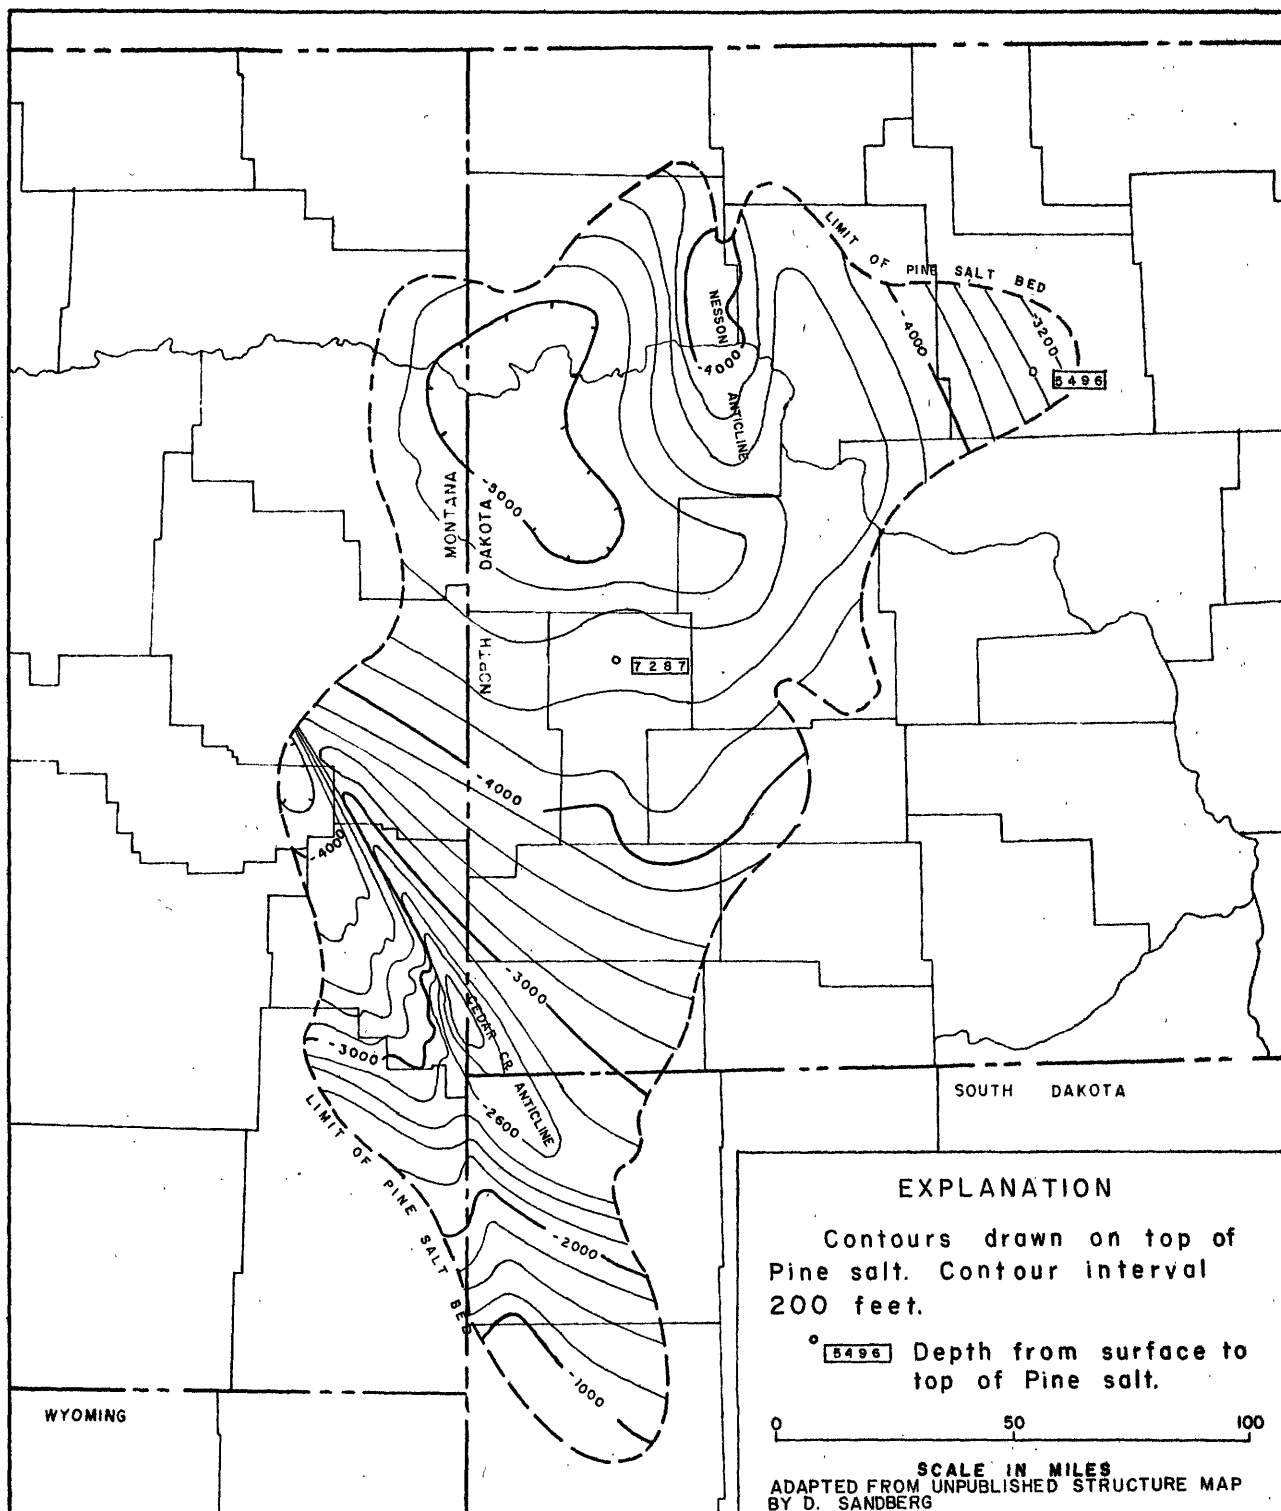 LIMIT OF PINE SALT BED
NESSON
ANTICLINE
-4000
-4000
-3200
5496
-5000
MONTANA
NORTH DAKOTA
7287
-4000
-4000
-3000
CEDAR CR. ANTICLINE
-3000
-2600
LIMIT OF PINE SALT BED
-2000
-1000
WYOMING
SOUTH DAKOTA
EXPLANATION
Contours drawn on top of
Pine salt. Contour interval
200 feet.
5496 Depth from surface to
top of Pine salt.
0 50 100
SCALE IN MILES
ADAPTED FROM UNPUBLISHED STRUCTURE MAP
BY D. SANDBERG